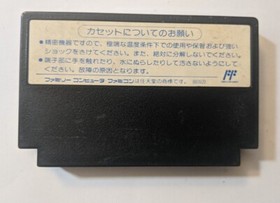 カセットについてのお願い
●精密機器ですので、極端な温度条件下での使用や保管および強い
ショックをさけてください。また、絶対に分解しないでください。
●端子部に手を触れたり、水にぬらしたりして汚さないようにして
ください。故障の原因となります。
ファミリーコンピュータ ファミコンは任天堂の商標です。